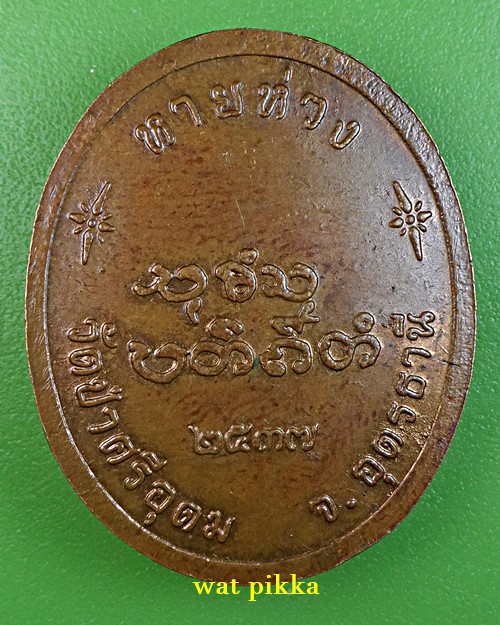 หายห่วง
๒๕๓๗
วัดป่าศรีอุดม จ.อุดรธานี
wat pikka